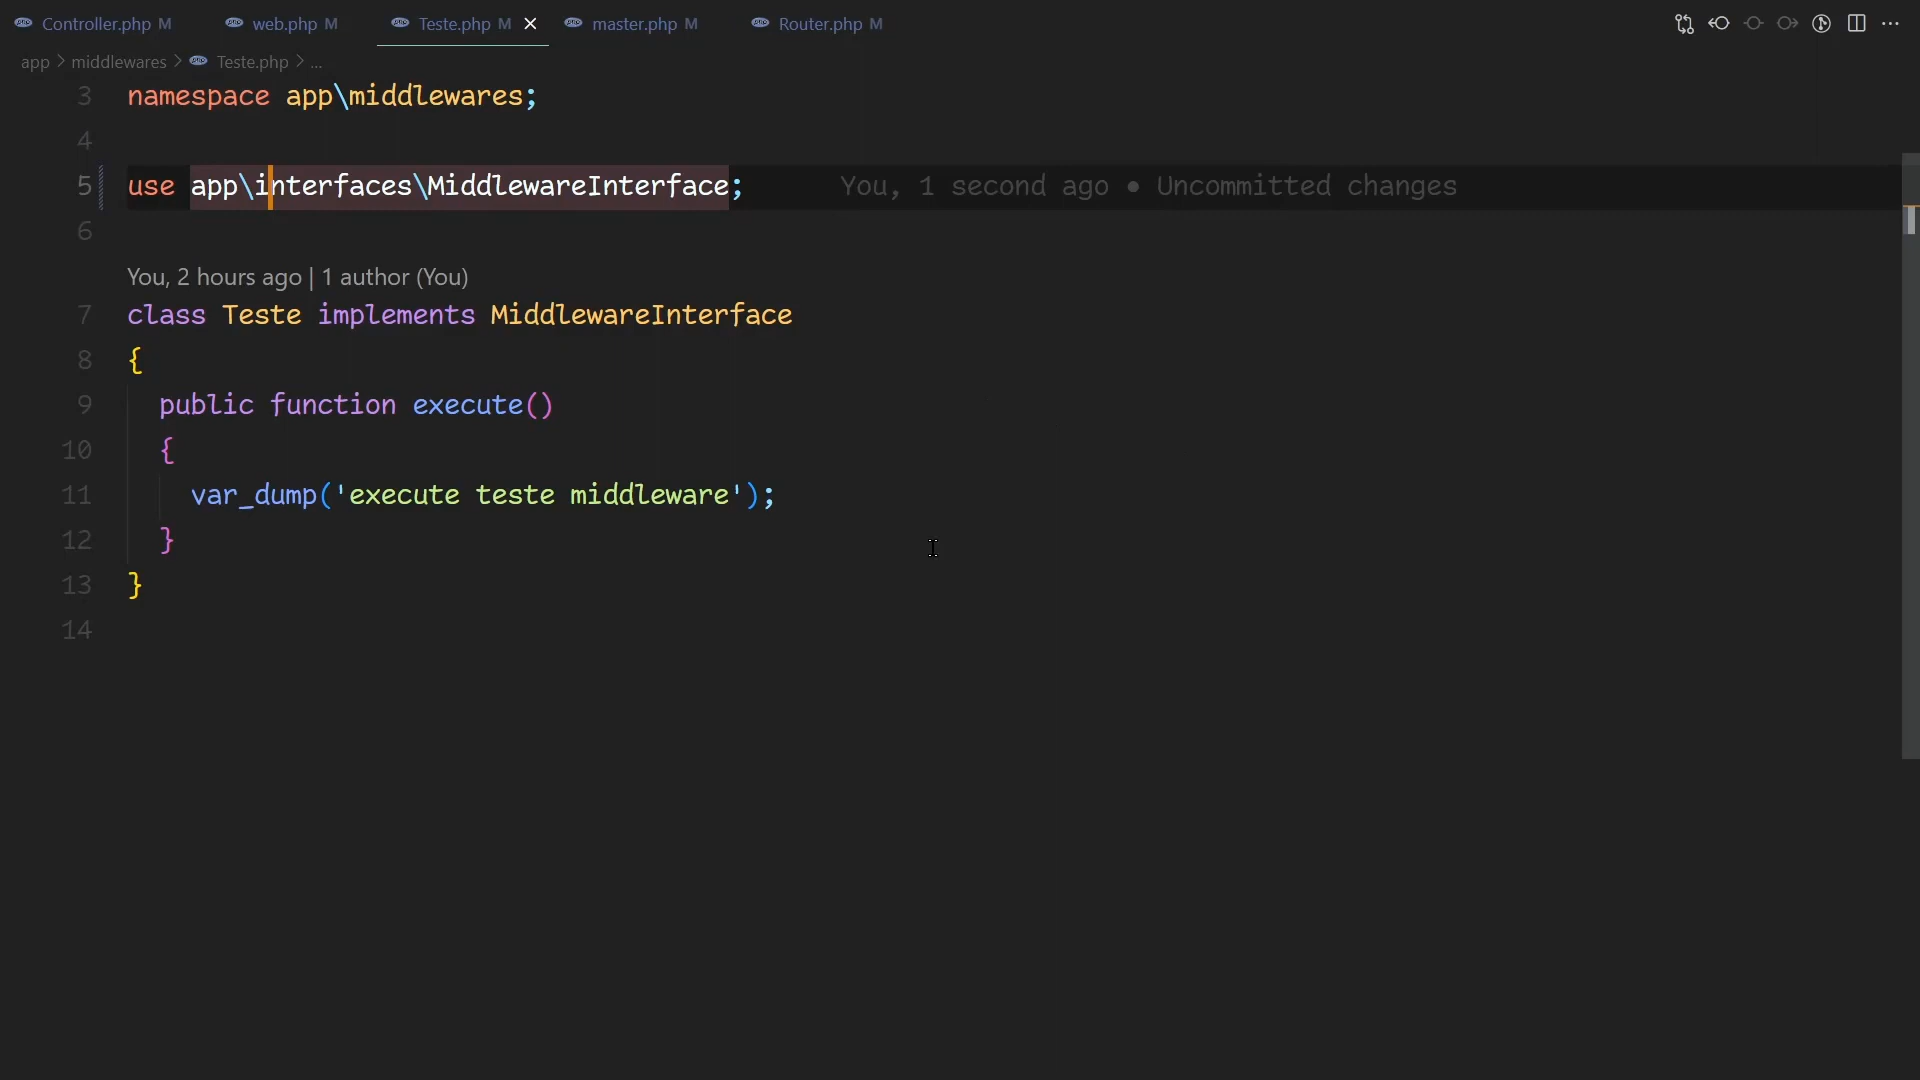 Controller.php M web.php M Teste.php M master.php M Router.php M
app > middlewares > Teste.php > ...
3 namespace app\middlewares;
4
5 use app\interfaces\MiddlewareInterface; You, 1 second ago • Uncommitted changes
6
You, 2 hours ago | 1 author (You)
7 class Teste implements MiddlewareInterface
8 {
9 public function execute()
10 {
11 var_dump('execute teste middleware');
12 }
13 }
14